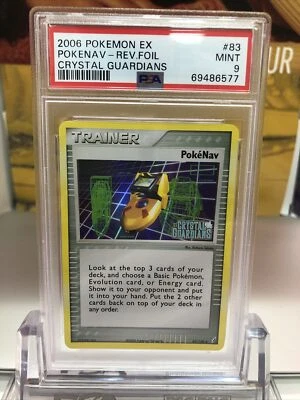 2006 POKEMON EX #83
POKENAV - REV.FOIL MINT
CRYSTAL GUARDIANS 9
PSA 69486577
TRAINER
PokéNav
CRYSTAL
GUARDIANS
Look at the top 3 cards of your
deck, and choose a Basic Pokémon,
Evolution card, or Energy card.
Show it to your opponent and put
it into your hand. Put the 2 other
cards back on top of your deck in
any order.
UR